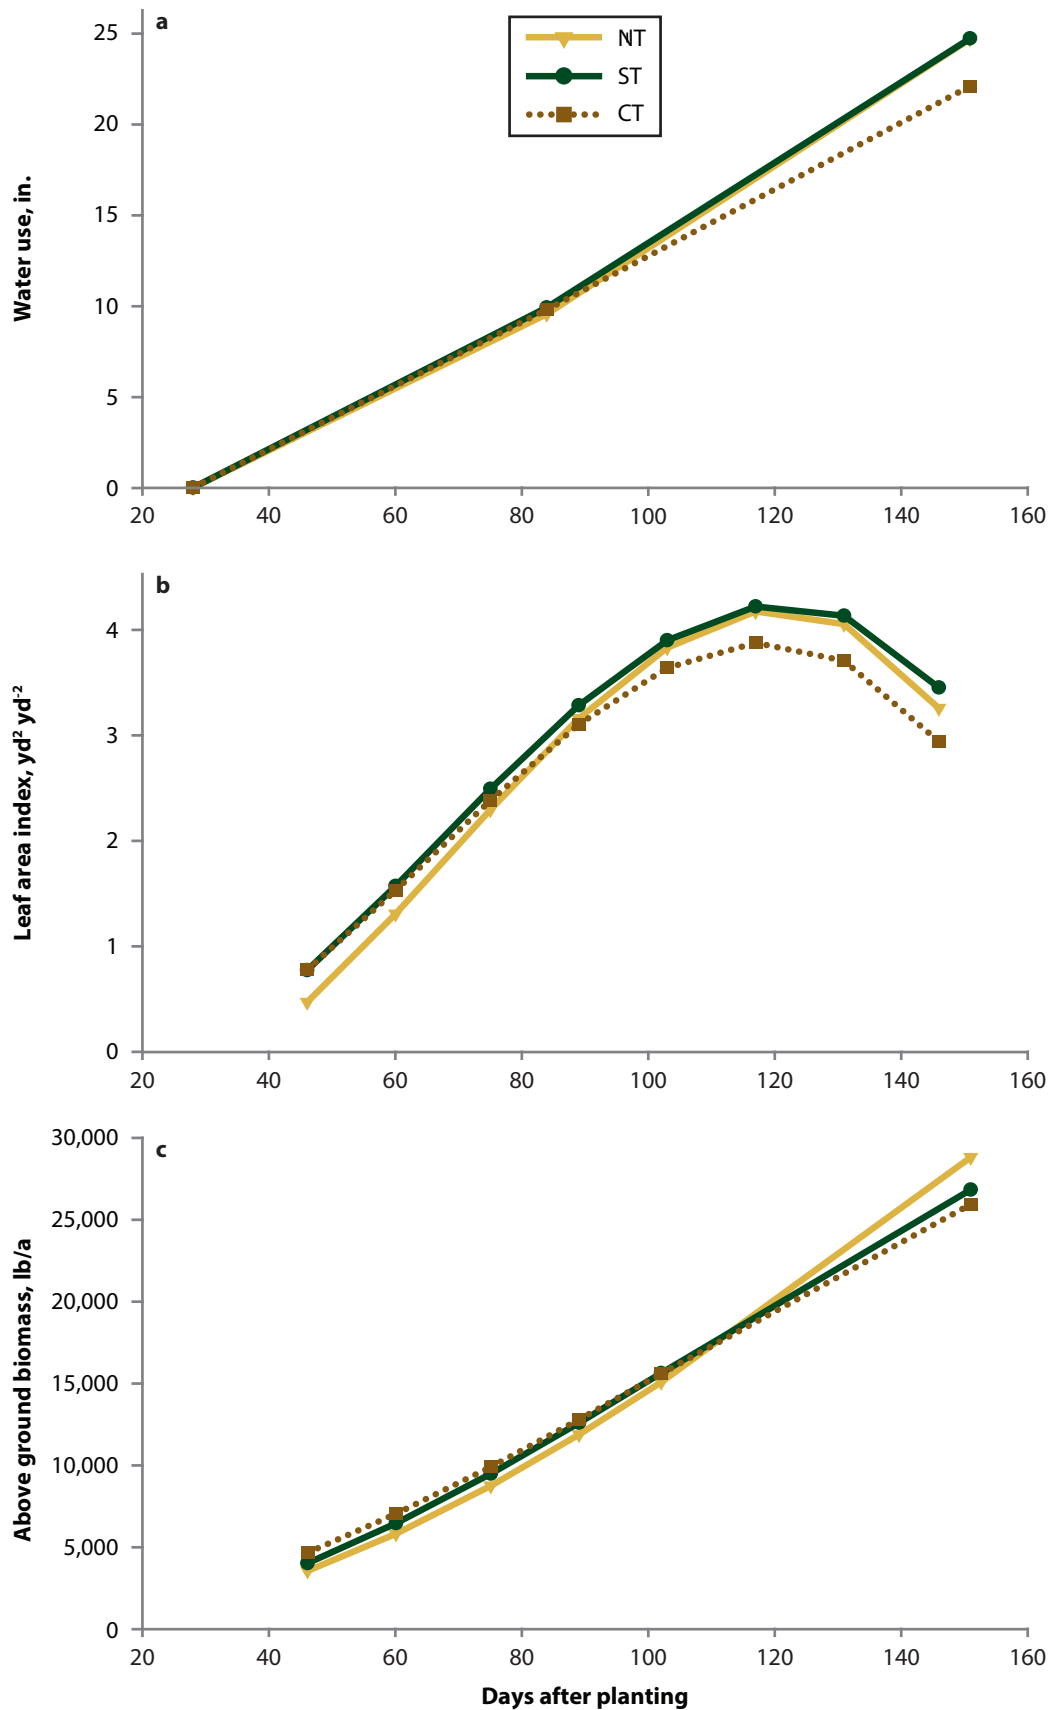 a
NT
ST
CT
25
20
15
10
5
0
Water use, in.
20 40 60 80 100 120 140 160
b
4
3
2
1
0
Leaf area index, yd² yd⁻²
20 40 60 80 100 120 140 160
c
30,000
25,000
20,000
15,000
10,000
5,000
0
Above ground biomass, lb/a
20 40 60 80 100 120 140 160
Days after planting